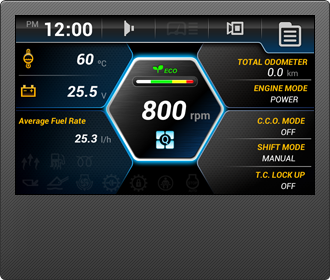 PM 12:00
60 °C
25.5 V
Average Fuel Rate
25.3 l/h
ECO
800 rpm
Q
TOTAL ODOMETER
0.0 km
ENGINE MODE
POWER
C.C.O. MODE
OFF
SHIFT MODE
MANUAL
T.C. LOCK UP
OFF